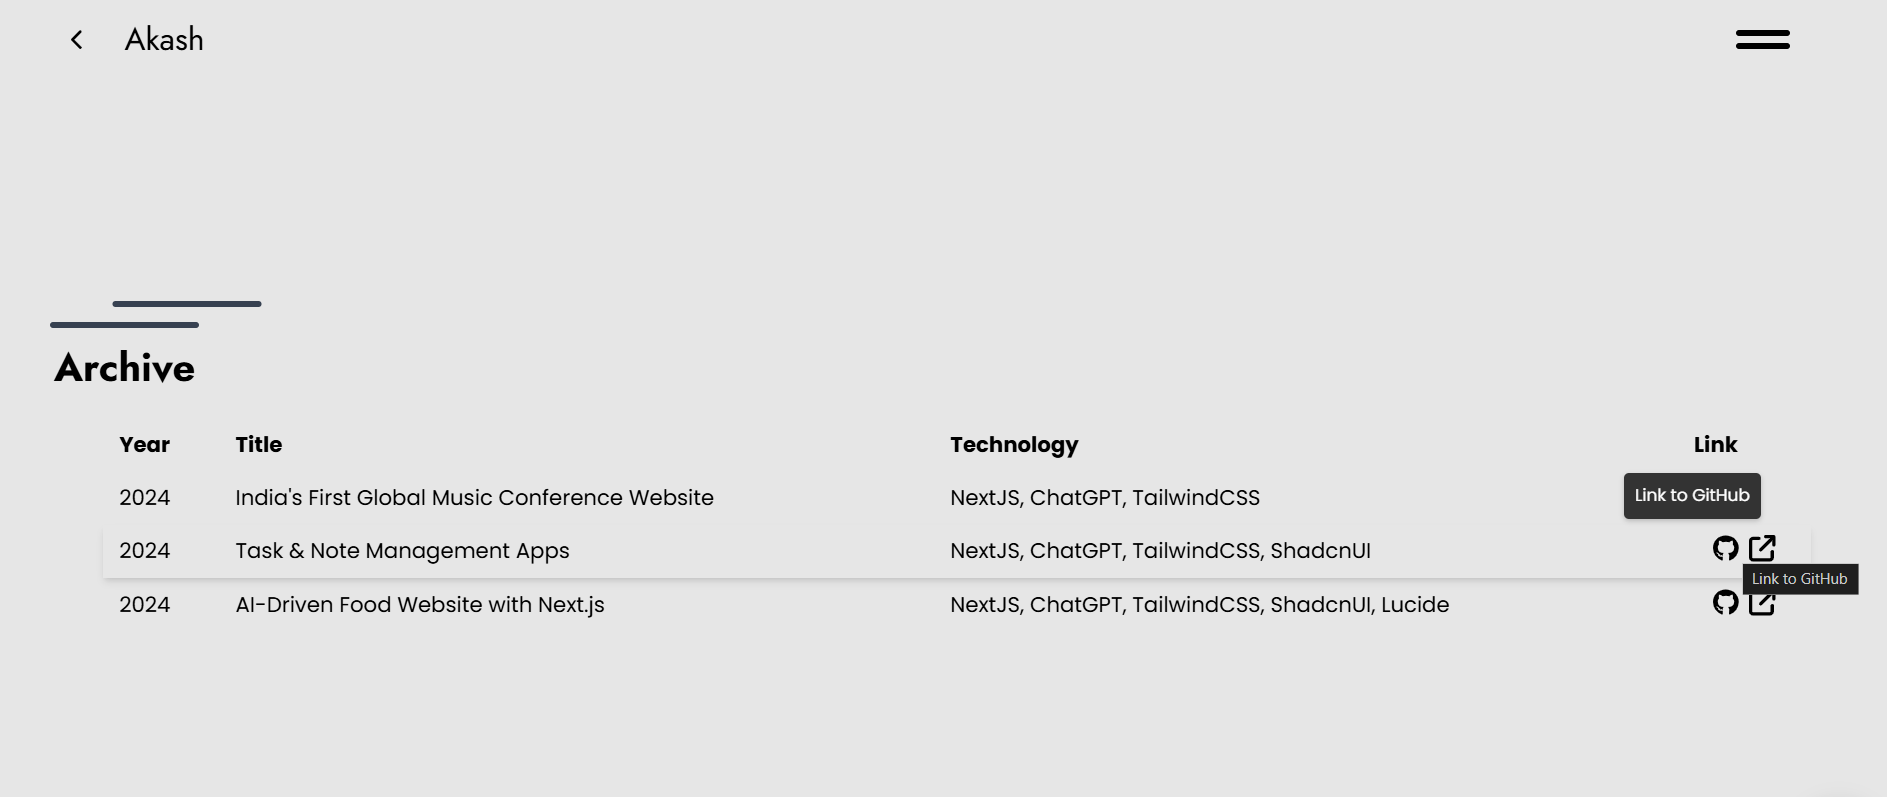 Akash
Archive
Year Title Technology Link
2024 India's First Global Music Conference Website NextJS, ChatGPT, TailwindCSS
Link to GitHub
2024 Task & Note Management Apps NextJS, ChatGPT, TailwindCSS, ShadcnUI
Link to GitHub
2024 AI-Driven Food Website with Next.js NextJS, ChatGPT, TailwindCSS, ShadcnUI, Lucide